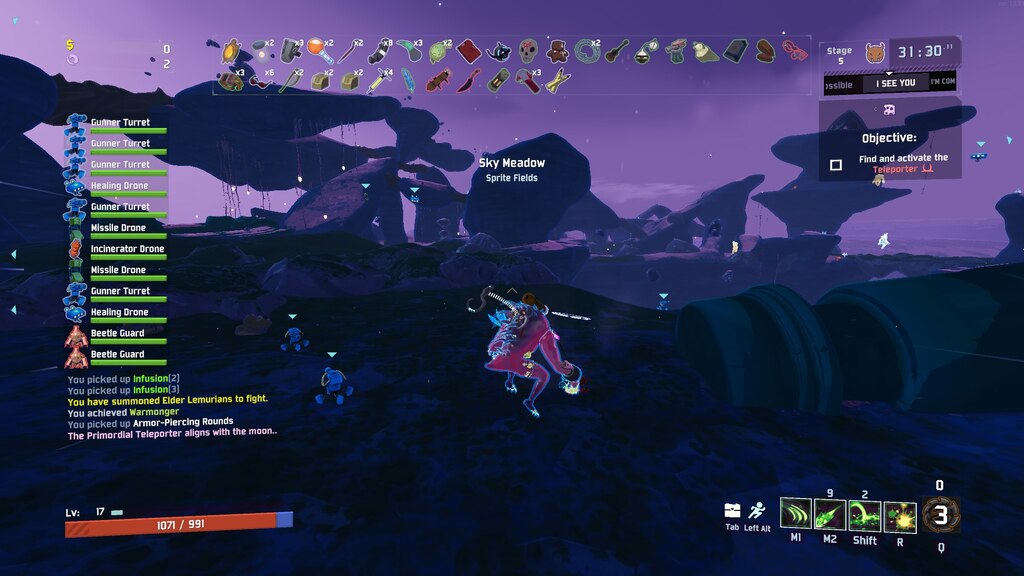 $ 0
2
x2 x3 x2 x2 x8 x3 x2 x2
x3 x6 x2 x2 x2 x4 x3
Stage
5
31:30
ossible I SEE YOU I'M COM
Objective:
Find and activate the
Teleporter
Sky Meadow
Sprite Fields
Gunner Turret
Gunner Turret
Gunner Turret
Healing Drone
Gunner Turret
Missile Drone
Incinerator Drone
Missile Drone
Gunner Turret
Healing Drone
Beetle Guard
Beetle Guard
You picked up Infusion(2)
You picked up Infusion(3)
You have summoned Elder Lemurians to fight.
You achieved Warmonger
You picked up Armor-Piercing Rounds
The Primordial Teleporter aligns with the moon..
Lv: 17
1071 / 991
9 2 0
3
Tab Left Alt M1 M2 Shift R Q